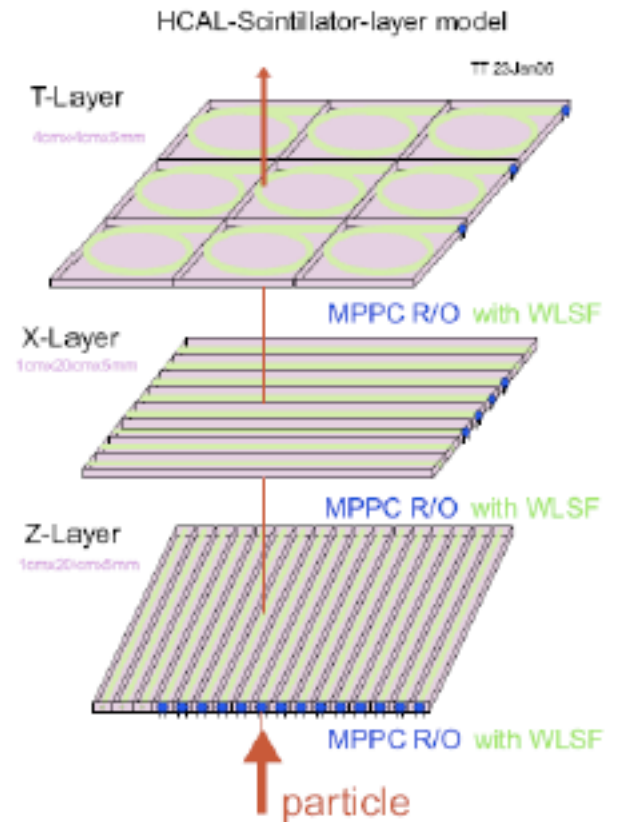 HCAL-Scintillator-layer model
TT 23Jan06
T-Layer
4cmx4cmx5mm
MPPC R/O with WLSF
X-Layer
1cmx20cmx5mm
MPPC R/O with WLSF
Z-Layer
1cmx20cmx5mm
MPPC R/O with WLSF
particle